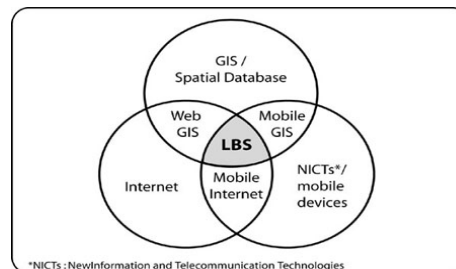 GIS /
Spatial Database
Web
GIS
Mobile
GIS
LBS
Internet
Mobile
Internet
NICTs*/
mobile
devices
*NICTs : NewInformation and Telecommunication Technologies